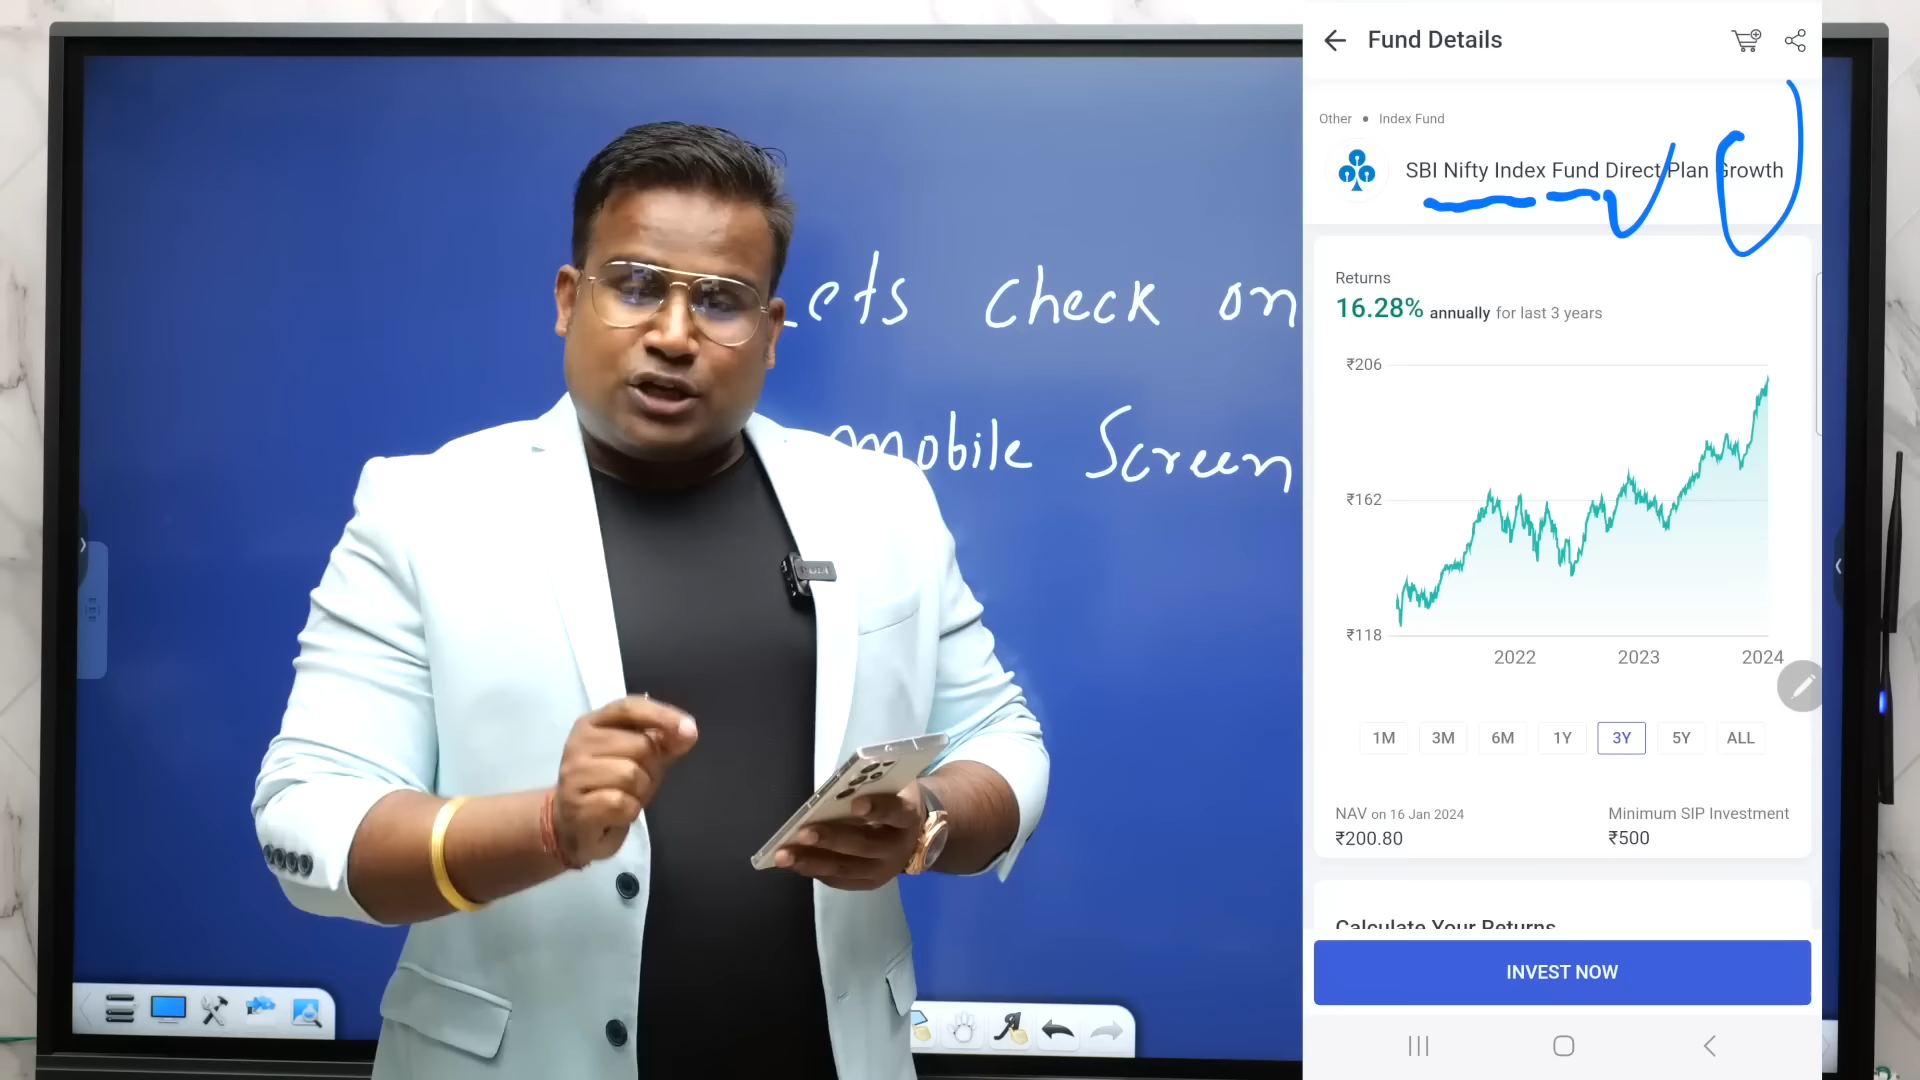 Lets check on
mobile Screen
Fund Details
Other • Index Fund
SBI Nifty Index Fund Direct Plan Growth
Returns
16.28% annually for last 3 years
₹206
₹162
₹118
2022 2023 2024
1M 3M 6M 1Y 3Y 5Y ALL
NAV on 16 Jan 2024
₹200.80
Minimum SIP Investment
₹500
Calculate Your Returns
INVEST NOW